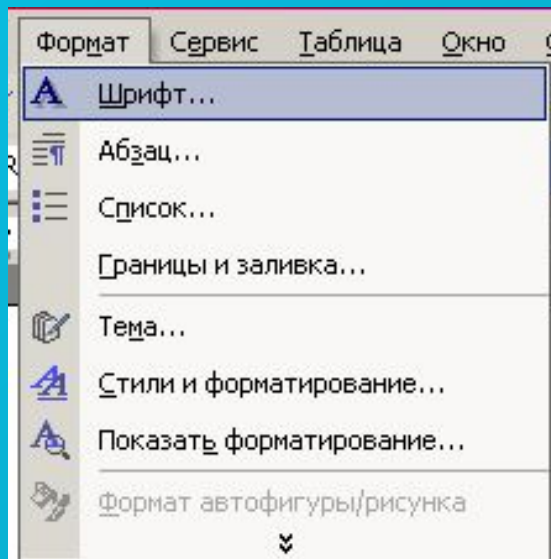 Формат Сервис Таблица Окно
Шрифт...
Абзац...
Список...
Границы и заливка...
Тема...
Стили и форматирование...
Показать форматирование...
Формат автофигуры/рисунка